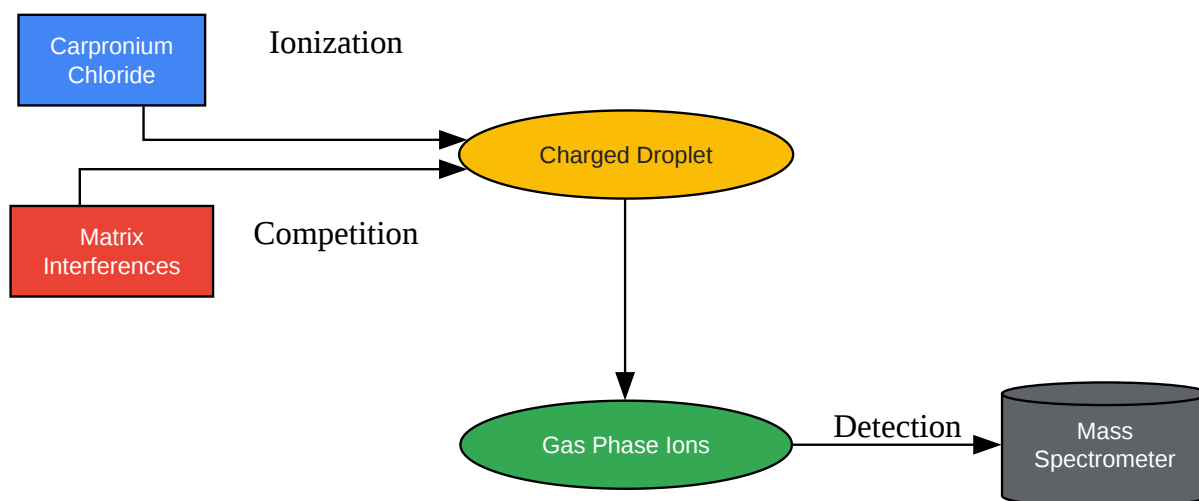 Carpronium
Chloride
Ionization
Charged Droplet
Matrix
Interferences
Competition
Gas Phase Ions
Detection
Mass
Spectrometer